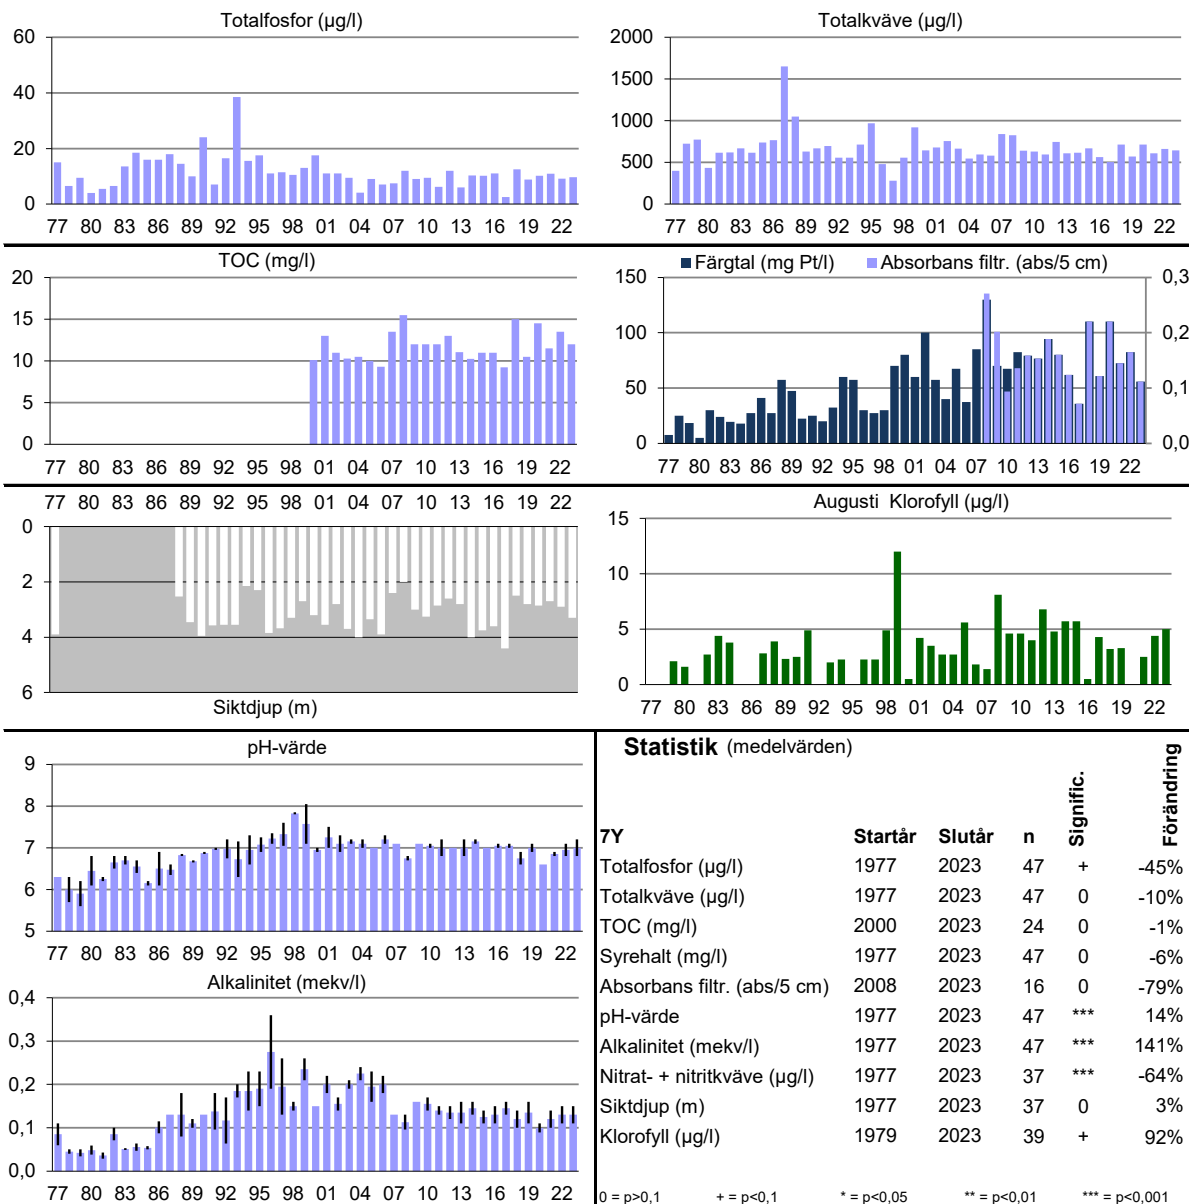 Totalfosfor (µg/l)
60
40
20
0
77 80 83 86 89 92 95 98 01 04 07 10 13 16 19 22
Totalkväve (µg/l)
2000
1500
1000
500
0
77 80 83 86 89 92 95 98 01 04 07 10 13 16 19 22
TOC (mg/l)
20
15
10
5
0
77 80 83 86 89 92 95 98 01 04 07 10 13 16 19 22
Färgtal (mg Pt/l) Absorbans filtr. (abs/5 cm)
150 0,3
100 0,2
50 0,1
0 0,0
77 80 83 86 89 92 95 98 01 04 07 10 13 16 19 22
77 80 83 86 89 92 95 98 01 04 07 10 13 16 19 22
0
2
4
6
Siktdjup (m)
Augusti Klorofyll (µg/l)
15
10
5
0
77 80 83 86 89 92 95 98 01 04 07 10 13 16 19 22
pH-värde
9
8
7
6
5
77 80 83 86 89 92 95 98 01 04 07 10 13 16 19 22
Alkalinitet (mekv/l)
0,4
0,3
0,2
0,1
0,0
77 80 83 86 89 92 95 98 01 04 07 10 13 16 19 22
Statistik (medelvärden)
7Y Startår Slutår n Signific. Förändring
Totalfosfor (µg/l) 1977 2023 47 + -45%
Totalkväve (µg/l) 1977 2023 47 0 -10%
TOC (mg/l) 2000 2023 24 0 -1%
Syrehalt (mg/l) 1977 2023 47 0 -6%
Absorbans filtr. (abs/5 cm) 2008 2023 16 0 -79%
pH-värde 1977 2023 47 *** 14%
Alkalinitet (mekv/l) 1977 2023 47 *** 141%
Nitrat- + nitritkväve (µg/l) 1977 2023 37 *** -64%
Siktdjup (m) 1977 2023 37 0 3%
Klorofyll (µg/l) 1979 2023 39 + 92%
0 = p>0,1 + = p<0,1 * = p<0,05 ** = p<0,01 *** = p<0,001